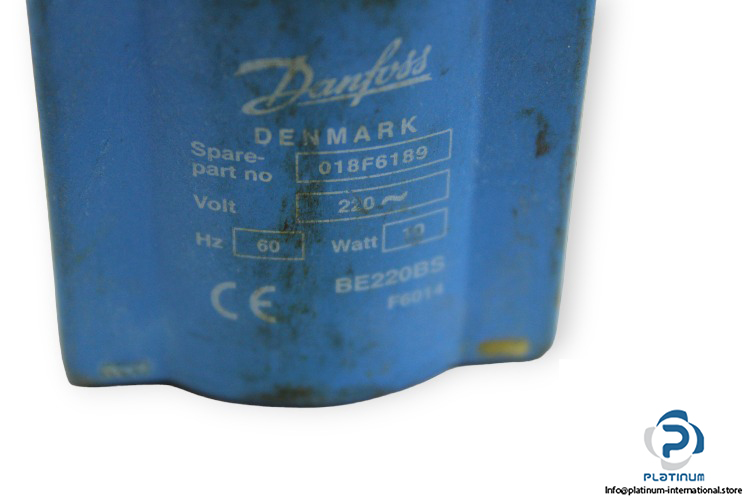 Danfoss
DENMARK
Spare-
part no 018F6189
Volt 220 ~
Hz 60 Watt 10
BE220BS
CE F6014
PLATINUM
Info@platinum-international.store